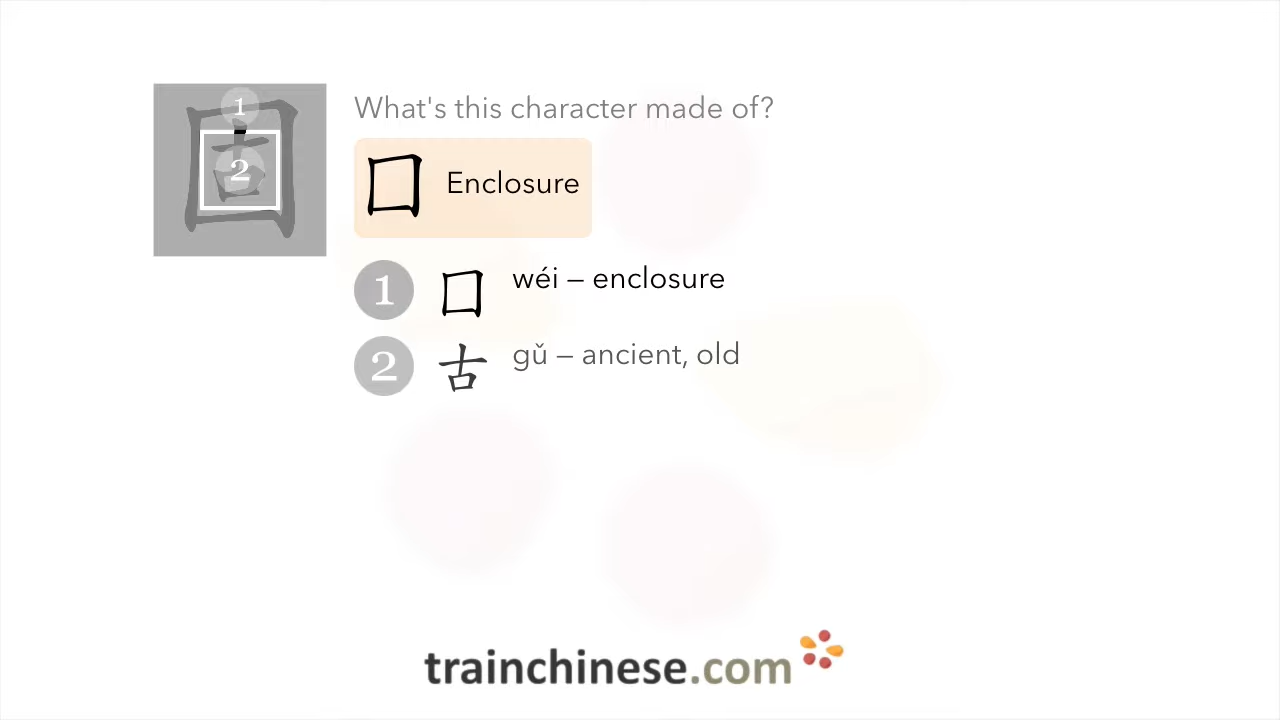 固
1
2
What's this character made of?
囗 Enclosure
1 囗 wéi – enclosure
2 古 gǔ – ancient, old
trainchinese.com